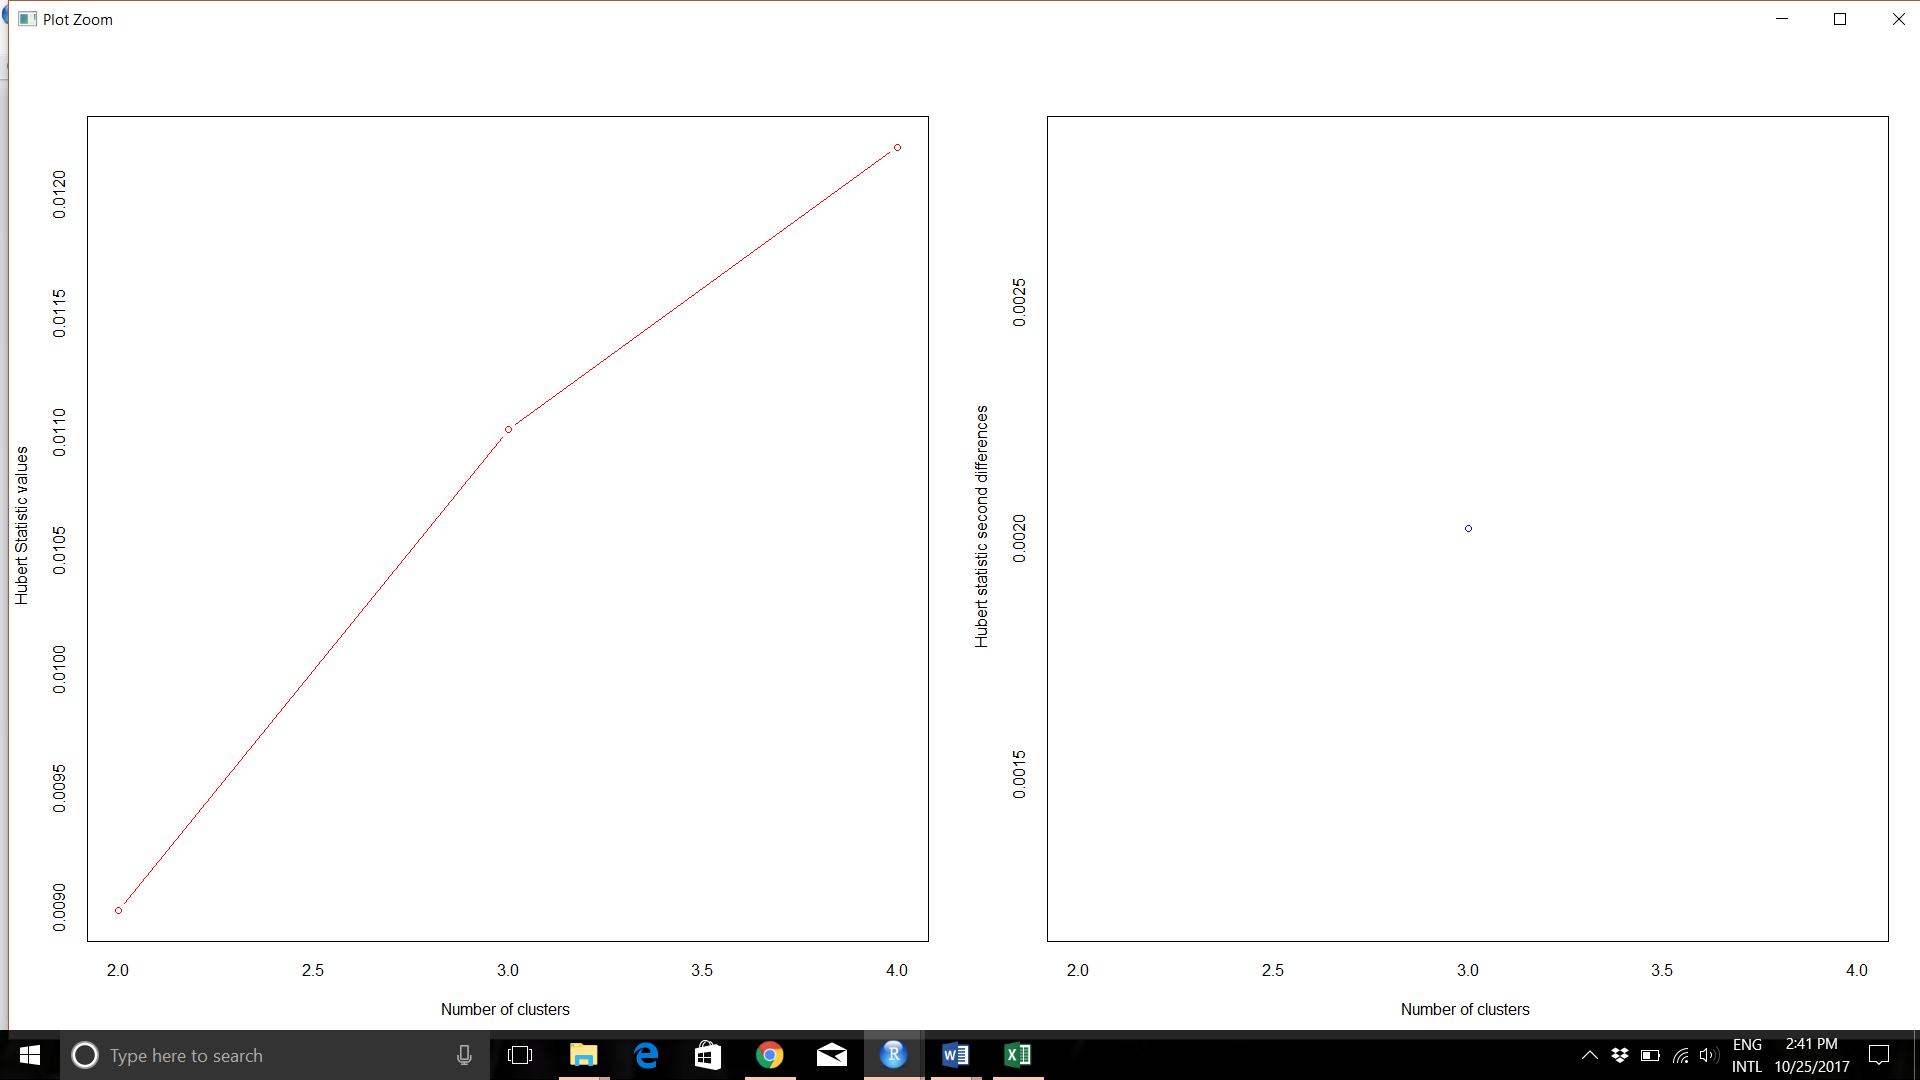 Plot Zoom
Hubert Statistic values
0.0120
0.0115
0.0110
0.0105
0.0100
0.0095
0.0090
2.0 2.5 3.0 3.5 4.0
Number of clusters
Hubert statistic second differences
0.0025
0.0020
0.0015
2.0 2.5 3.0 3.5 4.0
Number of clusters
Type here to search
ENG
INTL
2:41 PM
10/25/2017